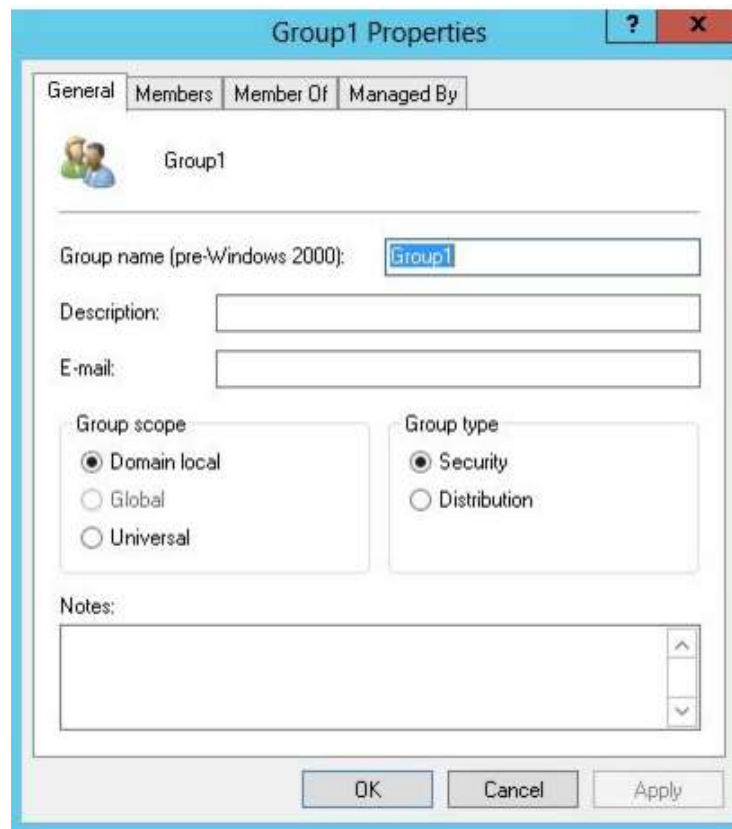 Group1 Properties
? x
General Members Member Of Managed By
Group1
Group name (pre-Windows 2000): Group1
Description:
E-mail:
Group scope Group type
Domain local Security
Global Distribution
Universal
Notes:
OK Cancel Apply